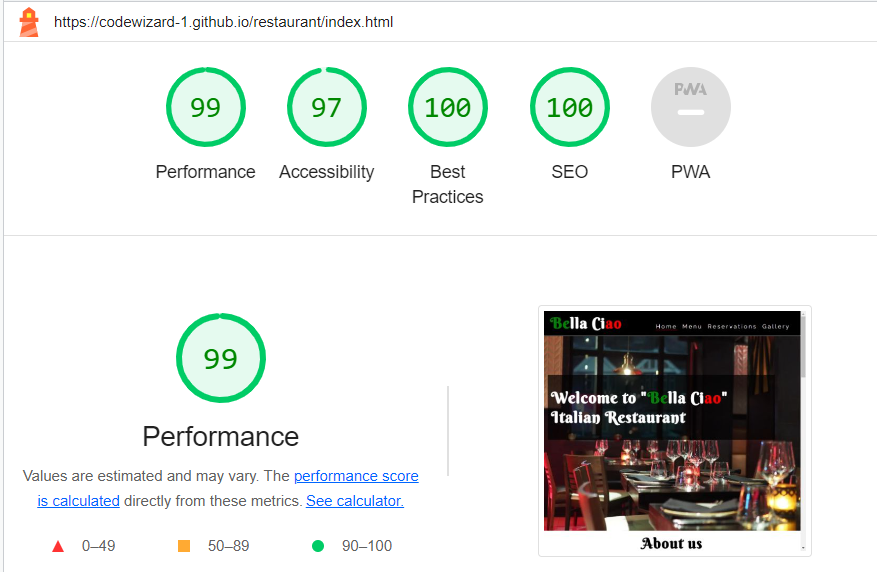 https://codewizard-1.github.io/restaurant/index.html
99
97
100
100
PWA
Performance
Accessibility
Best
Practices
SEO
PWA
99
Performance
Values are estimated and may vary. The performance score
is calculated directly from these metrics. See calculator.
0–49
50–89
90–100
Bella Ciao
Home Menu Reservations Gallery
Welcome to "Bella Ciao"
Italian Restaurant
About us